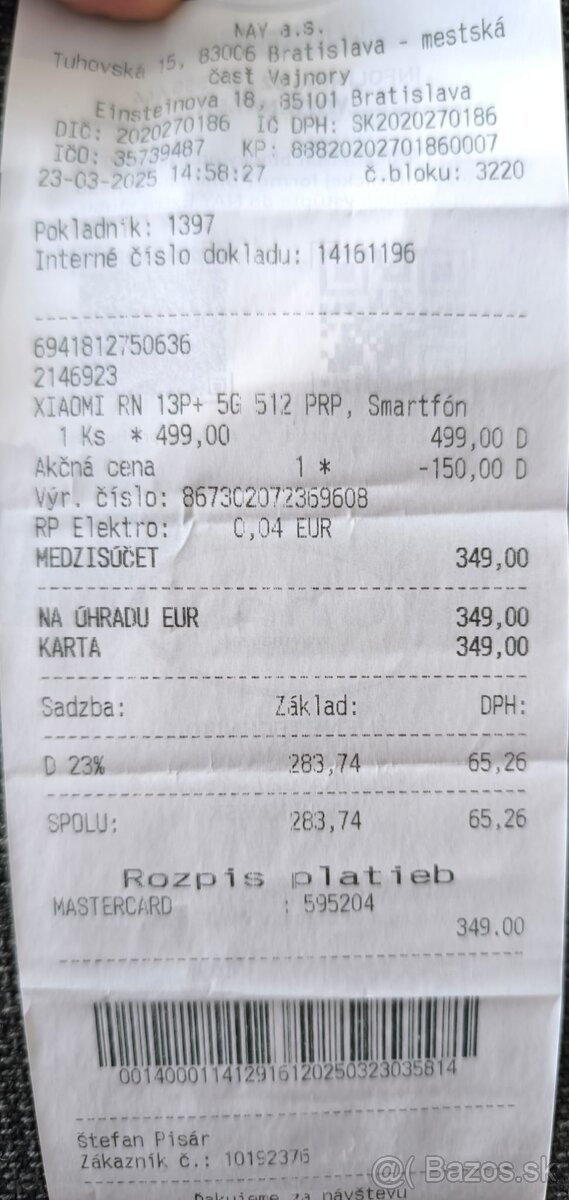 NAY a.s.
Tuhovská 15, 83006 Bratislava - mestská
časť Vajnory
Einsteinova 18, 85101 Bratislava
DIČ: 2020270186 IČ DPH: SK2020270186
IČO: 35739487 KP: 88820202701860007
23-03-2025 14:58:27 č.bloku: 3220
Pokladník: 1397
Interné číslo dokladu: 14161196
6941812750636
2146923
XIAOMI RN 13P+ 5G 512 PRP, Smartfón
1 Ks * 499,00 499,00 D
Akčná cena 1 * -150,00 D
Výr. číslo: 867302072369608
RP Elektro: 0,04 EUR
MEDZISÚČET 349,00
NA ÚHRADU EUR 349,00
KARTA 349,00
Sadzba: Základ: DPH:
D 23% 283,74 65,26
SPOLU: 283,74 65,26
Rozpis platieb
MASTERCARD : 595204
349.00
001400011412916120250323035814
Štefan Pisár
Zákazník č.: 10192376
Ďakujeme za návštevu
@ Bazos.sk